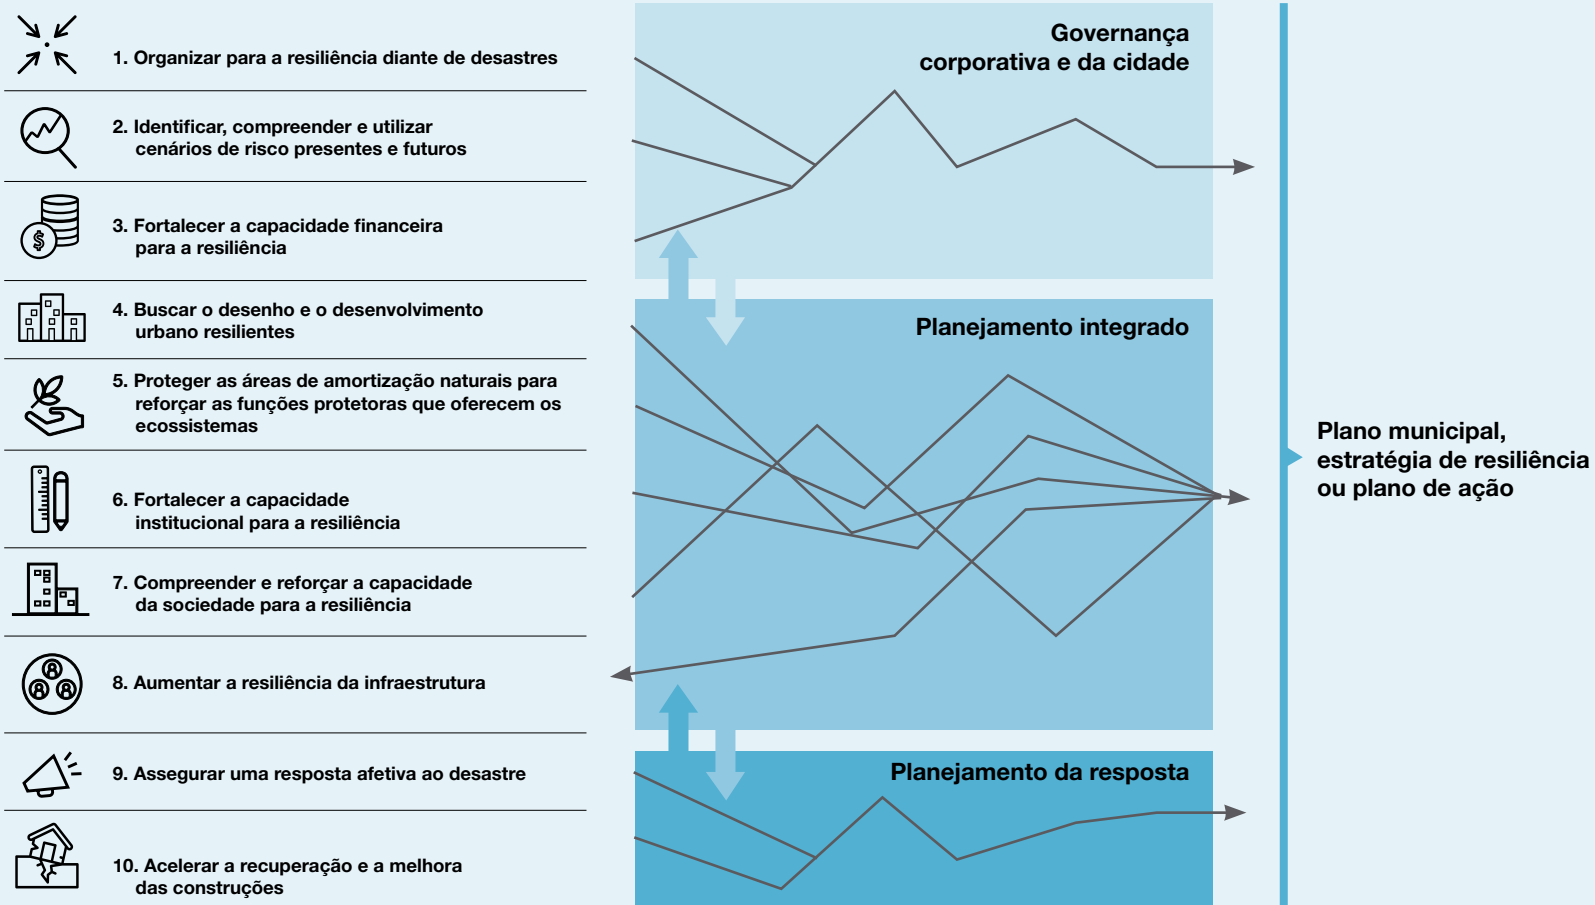 1. Organizar para a resiliência diante de desastres
2. Identificar, compreender e utilizar
cenários de risco presentes e futuros
3. Fortalecer a capacidade financeira
para a resiliência
4. Buscar o desenho e o desenvolvimento
urbano resilientes
5. Proteger as áreas de amortização naturais para
reforçar as funções protetoras que oferecem os
ecossistemas
6. Fortalecer a capacidade
institucional para a resiliência
7. Compreender e reforçar a capacidade
da sociedade para a resiliência
8. Aumentar a resiliência da infraestrutura
9. Assegurar uma resposta afetiva ao desastre
10. Acelerar a recuperação e a melhora
das construções
Governança
corporativa e da cidade
Planejamento integrado
Planejamento da resposta
Plano municipal,
estratégia de resiliência
ou plano de ação